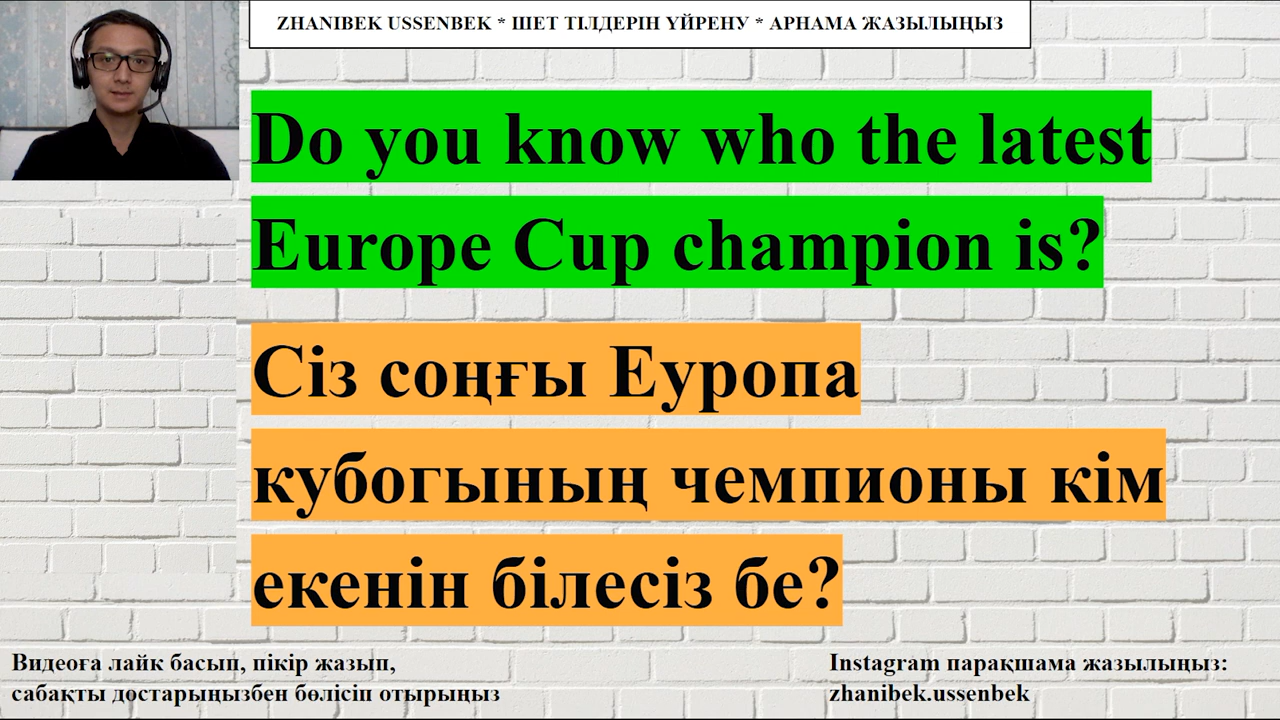 ZHANIBEK USSENBEK * ШЕТ ТІЛДЕРІН ҮЙРЕНУ * АРНАМА ЖАЗЫЛЫҢЫЗ
Do you know who the latest
Europe Cup champion is?
Сіз соңғы Еуропа
кубогының чемпионы кім
екенін білесіз бе?
Видеоға лайк басып, пікір жазып,
сабақты достарыңызбен бөлісіп отырыңыз
Instagram парақшама жазылыңыз:
zhanibek.ussenbek